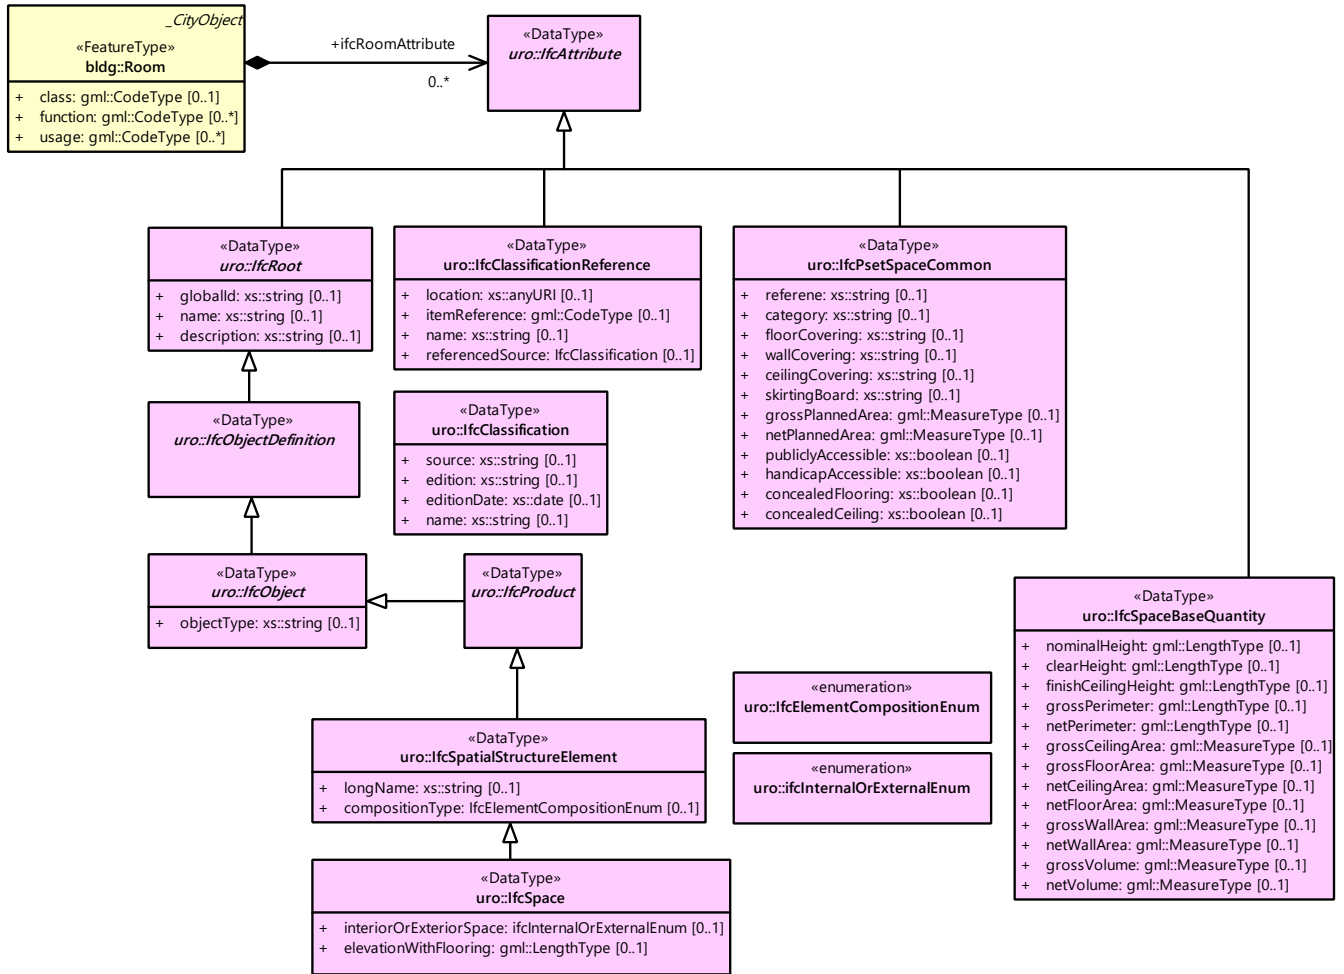 _CityObject
«FeatureType»
bldg::Room
+ class: gml::CodeType [0..1]
+ function: gml::CodeType [0..*]
+ usage: gml::CodeType [0..*]
+ifcRoomAttribute
0..*
«DataType»
uro::IfcAttribute
«DataType»
uro::IfcRoot
+ globalId: xs::string [0..1]
+ name: xs::string [0..1]
+ description: xs::string [0..1]
«DataType»
uro::IfcClassificationReference
+ location: xs::anyURI [0..1]
+ itemReference: gml::CodeType [0..1]
+ name: xs::string [0..1]
+ referencedSource: IfcClassification [0..1]
«DataType»
uro::IfcPsetSpaceCommon
+ referene: xs::string [0..1]
+ category: xs::string [0..1]
+ floorCovering: xs::string [0..1]
+ wallCovering: xs::string [0..1]
+ ceilingCovering: xs::string [0..1]
+ skirtingBoard: xs::string [0..1]
+ grossPlannedArea: gml::MeasureType [0..1]
+ netPlannedArea: gml::MeasureType [0..1]
+ publiclyAccessible: xs::boolean [0..1]
+ handicapAccessible: xs::boolean [0..1]
+ concealedFlooring: xs::boolean [0..1]
+ concealedCeiling: xs::boolean [0..1]
«DataType»
uro::IfcObjectDefinition
«DataType»
uro::IfcClassification
+ source: xs::string [0..1]
+ edition: xs::string [0..1]
+ editionDate: xs::date [0..1]
+ name: xs::string [0..1]
«DataType»
uro::IfcObject
+ objectType: xs::string [0..1]
«DataType»
uro::IfcProduct
«DataType»
uro::IfcSpaceBaseQuantity
+ nominalHeight: gml::LengthType [0..1]
+ clearHeight: gml::LengthType [0..1]
+ finishCeilingHeight: gml::LengthType [0..1]
+ grossPerimeter: gml::LengthType [0..1]
+ netPerimeter: gml::LengthType [0..1]
+ grossCeilingArea: gml::MeasureType [0..1]
+ grossFloorArea: gml::MeasureType [0..1]
+ netCeilingArea: gml::MeasureType [0..1]
+ netFloorArea: gml::MeasureType [0..1]
+ grossWallArea: gml::MeasureType [0..1]
+ netWallArea: gml::MeasureType [0..1]
+ grossVolume: gml::MeasureType [0..1]
+ netVolume: gml::MeasureType [0..1]
«enumeration»
uro::IfcElementCompositionEnum
«enumeration»
uro::ifcInternalOrExternalEnum
«DataType»
uro::IfcSpatialStructureElement
+ longName: xs::string [0..1]
+ compositionType: IfcElementCompositionEnum [0..1]
«DataType»
uro::IfcSpace
+ interiorOrExteriorSpace: ifcInternalOrExternalEnum [0..1]
+ elevationWithFlooring: gml::LengthType [0..1]